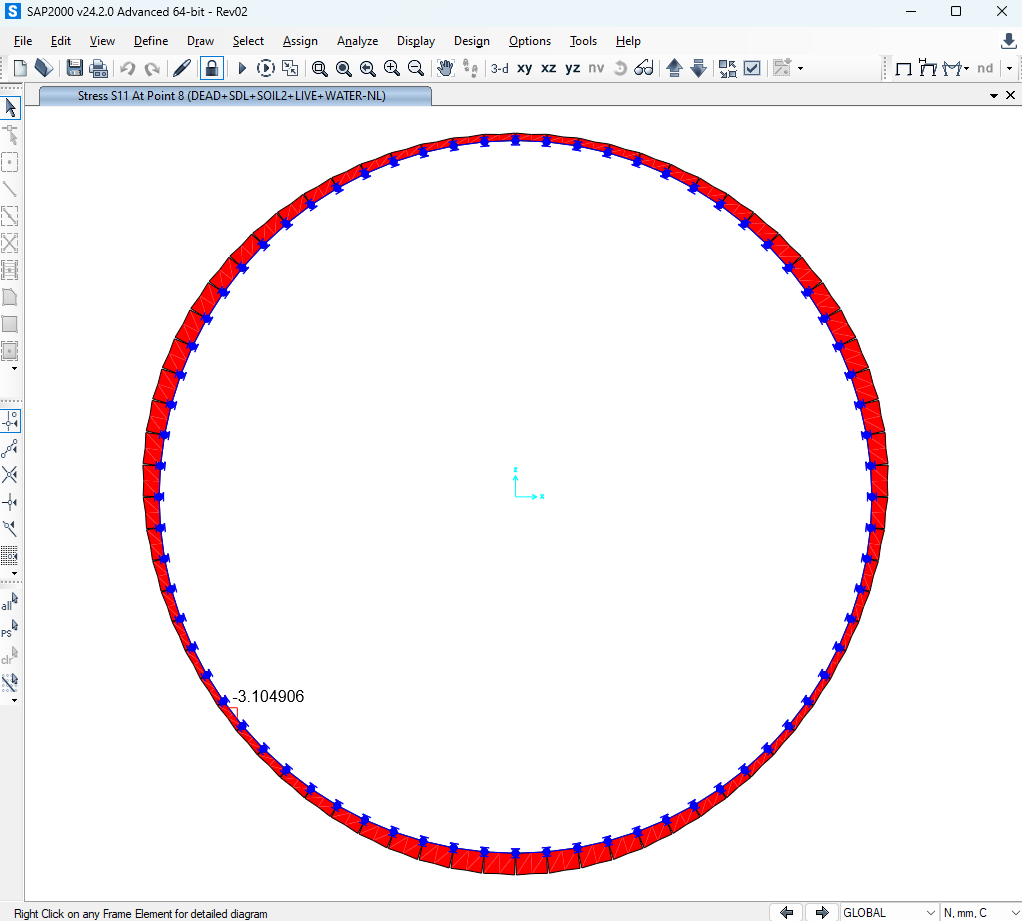 SAP2000 v24.2.0 Advanced 64-bit - Rev02
File Edit View Define Draw Select Assign Analyze Display Design Options Tools Help
3-d xy xz yz nv nd
Stress S11 At Point 8 (DEAD+SDL+SOIL2+LIVE+WATER-NL)
z
x
all
PS
clr
-3.104906
Right Click on any Frame Element for detailed diagram
GLOBAL
N, mm, C